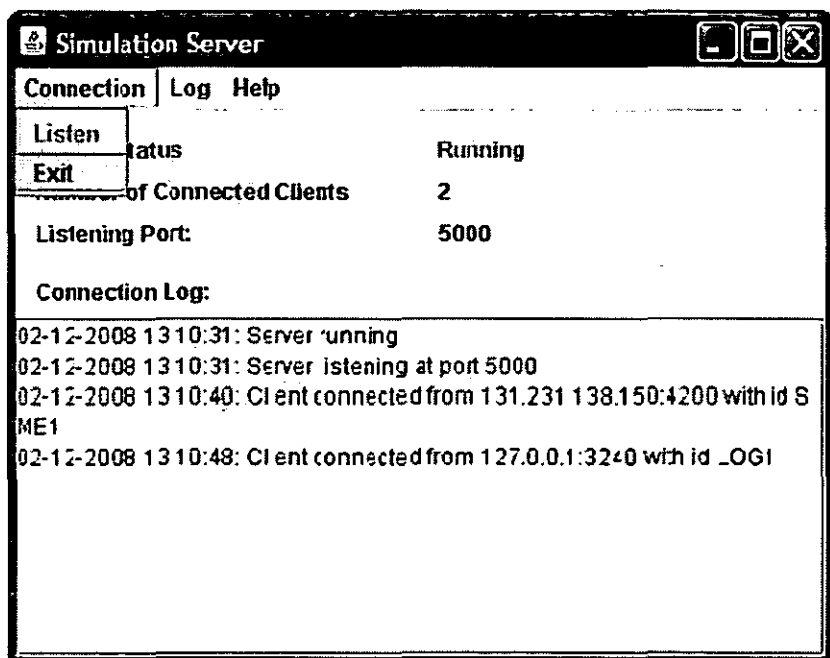 Simulation Server
Connection Log Help
Listen
Exit
tatus Running
of Connected Clients 2
Listening Port: 5000
Connection Log:
02-12-2008 13 10:31: Server running
02-12-2008 13 10:31: Server listening at port 5000
02-12-2008 13 10:40: Client connected from 131.231 138.150:4200 with id S
ME1
02-12-2008 13 10:48: Client connected from 127.0.0.1:3240 with id LOG1